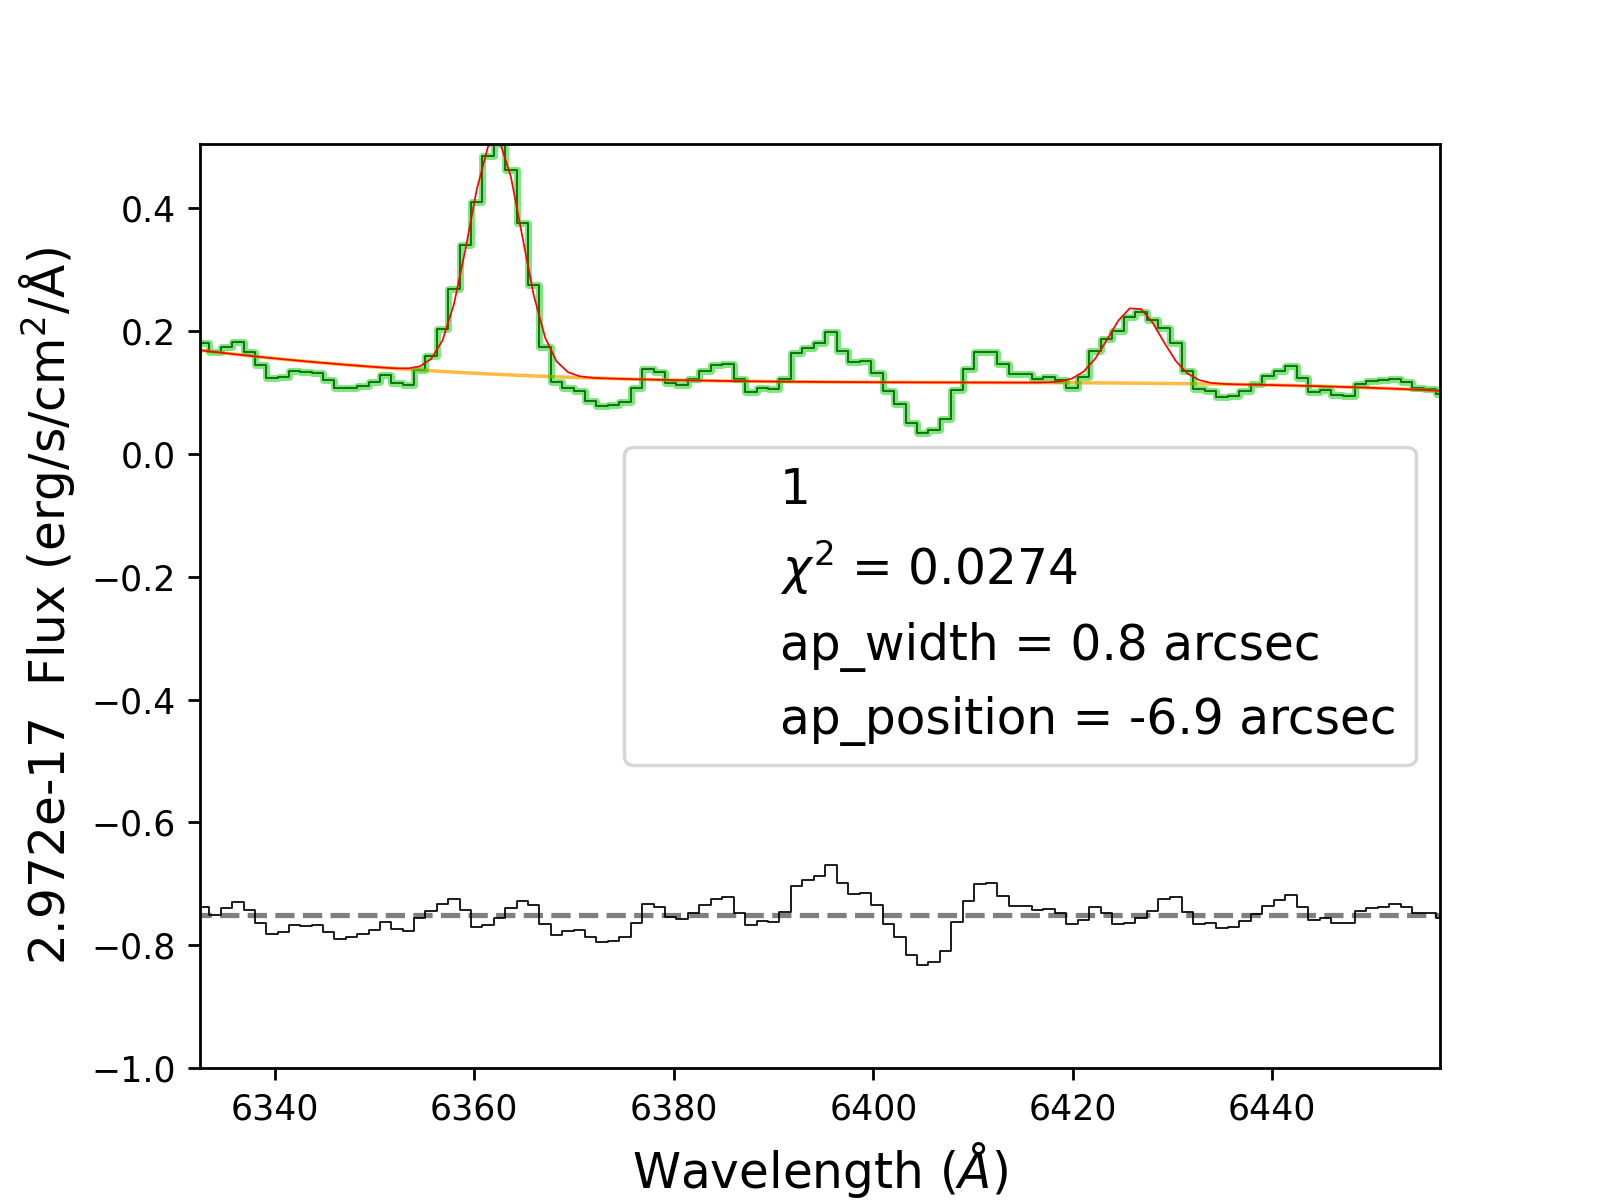 2.972e-17 Flux (erg/s/cm²/Å)
0.4
0.2
0.0
−0.2
−0.4
−0.6
−0.8
−1.0
1
χ² = 0.0274
ap_width = 0.8 arcsec
ap_position = -6.9 arcsec
6340 6360 6380 6400 6420 6440
Wavelength (Å)